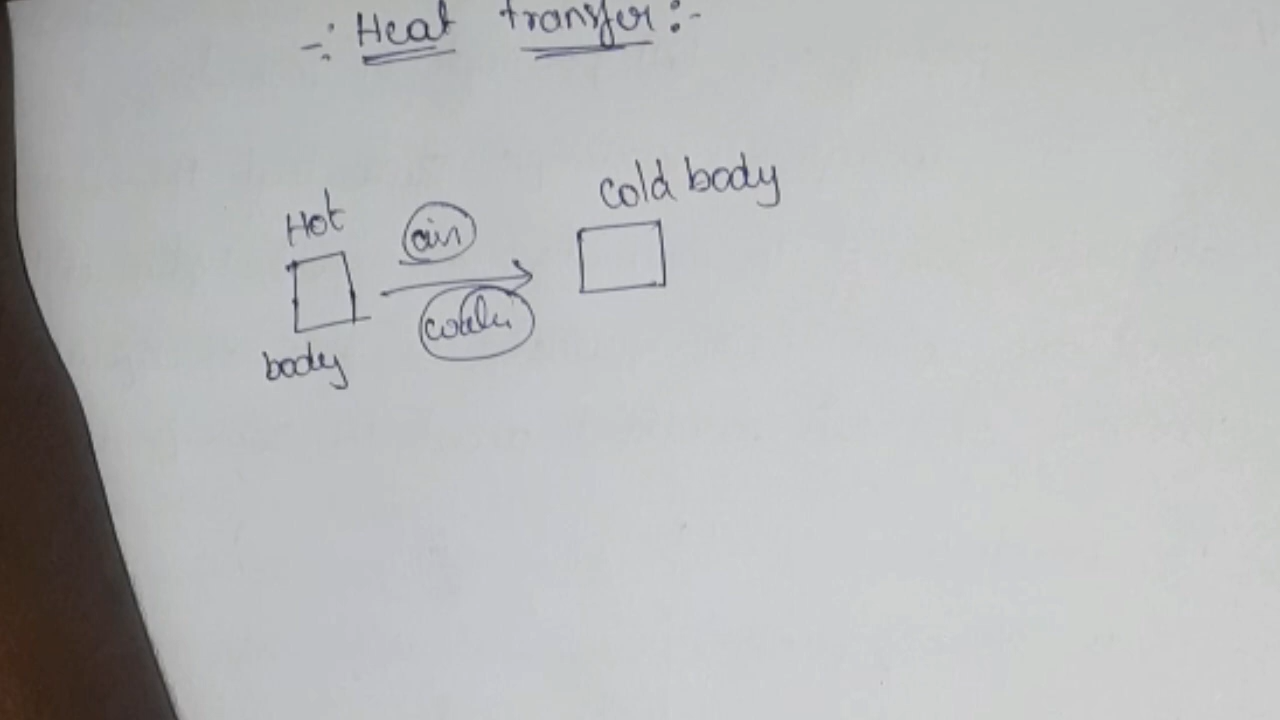 -: Heat transfer :-
cold body
Hot
air
body